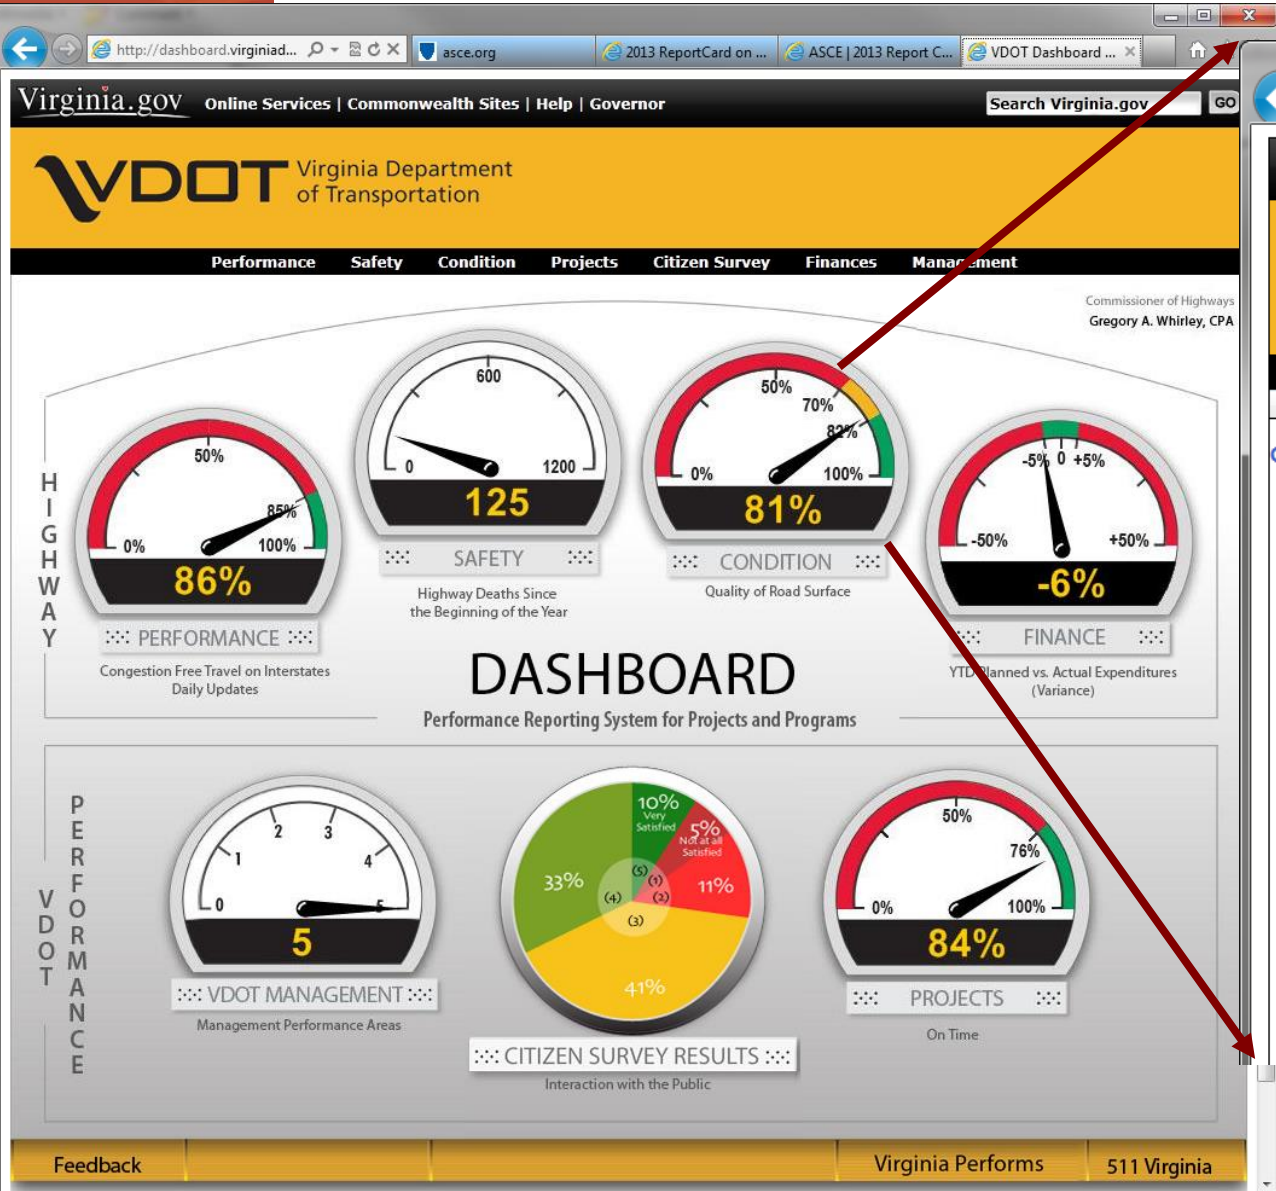 http://dashboard.virginiad...
asce.org
2013 ReportCard on ...
ASCE | 2013 Report C...
VDOT Dashboard ...
Virginia.gov
Online Services | Commonwealth Sites | Help | Governor
Search Virginia.gov
GO
VDOT
Virginia Department
of Transportation
Performance Safety Condition Projects Citizen Survey Finances Management
Commissioner of Highways
Gregory A. Whirley, CPA
HIGHWAY
0%
50%
85%
100%
86%
PERFORMANCE
Congestion Free Travel on Interstates
Daily Updates
0
600
1200
125
SAFETY
Highway Deaths Since
the Beginning of the Year
0%
50%
70%
82%
100%
81%
CONDITION
Quality of Road Surface
-50%
-5% 0 +5%
+50%
-6%
FINANCE
YTD Planned vs. Actual Expenditures
(Variance)
DASHBOARD
Performance Reporting System for Projects and Programs
VDOT
PERFORMANCE
0
1
2
3
4
5
5
VDOT MANAGEMENT
Management Performance Areas
10%
Very
Satisfied
5%
Not at all
Satisfied
33%
11%
41%
(5)
(1)
(4)
(2)
(3)
CITIZEN SURVEY RESULTS
Interaction with the Public
0%
50%
76%
100%
84%
PROJECTS
On Time
Feedback
Virginia Performs
511 Virginia